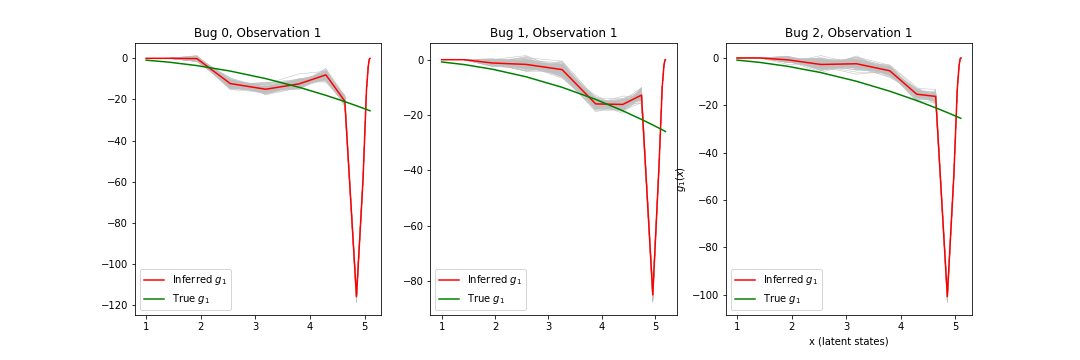 Bug 0, Observation 1
0
−20
−40
−60
−80
−100
−120
1 2 3 4 5
Inferred g₁
True g₁
Bug 1, Observation 1
0
−20
−40
−60
−80
1 2 3 4 5
Inferred g₁
True g₁
Bug 2, Observation 1
g₁(x)
0
−20
−40
−60
−80
−100
1 2 3 4 5
x (latent states)
Inferred g₁
True g₁